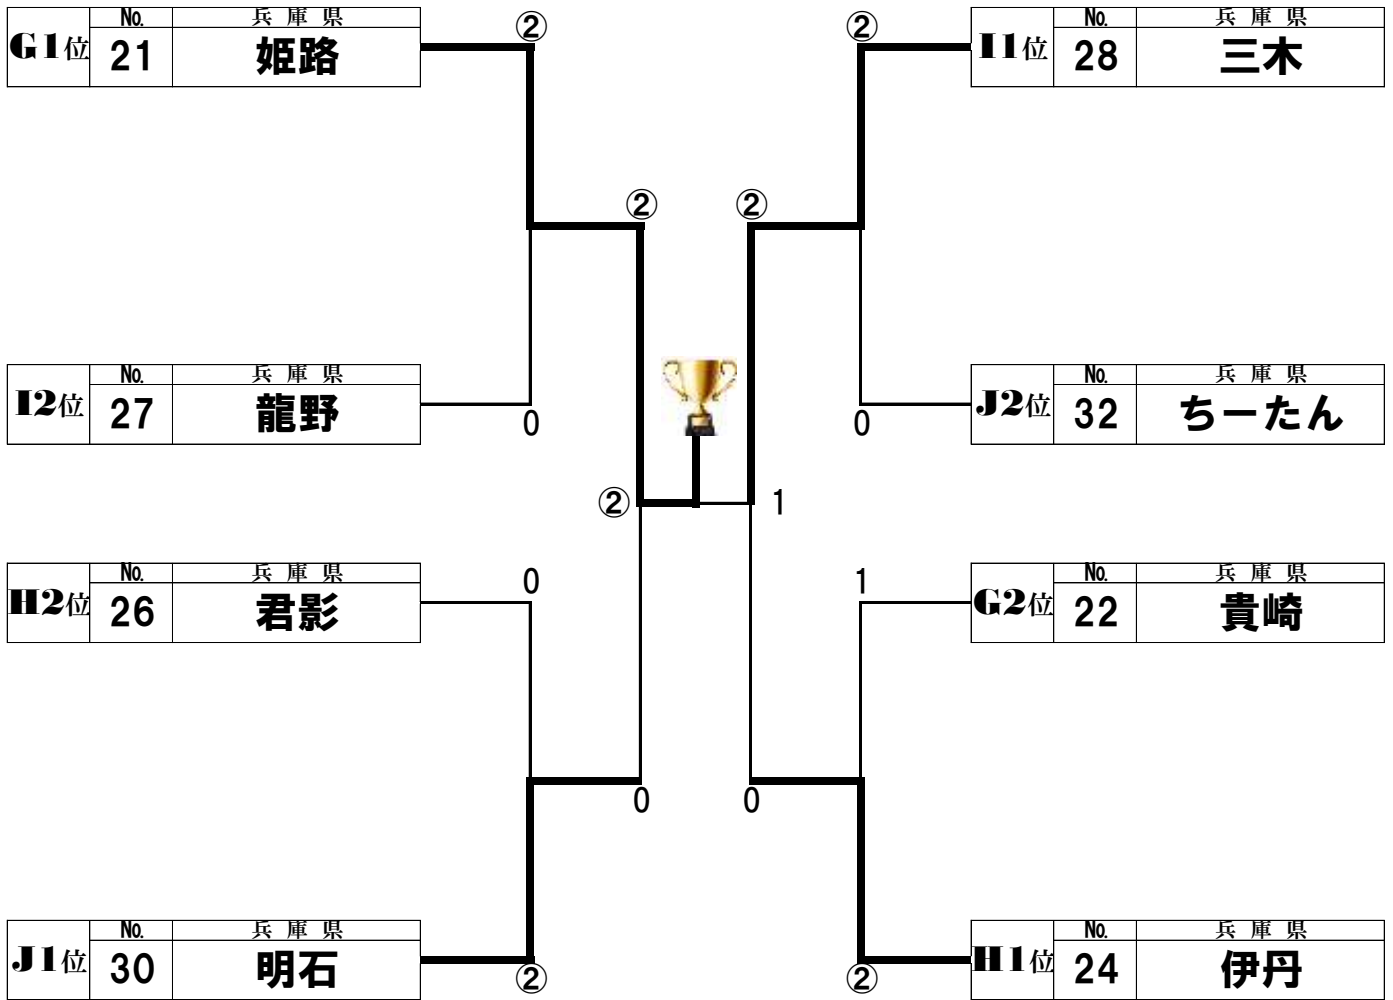 G1位 No. 21 兵庫県 姫路
②
②
I1位 No. 28 兵庫県 三木
②
②
I2位 No. 27 兵庫県 龍野
0
0
J2位 No. 32 兵庫県 ちーたん
②
1
H2位 No. 26 兵庫県 君影
0
1
G2位 No. 22 兵庫県 貴崎
0
0
J1位 No. 30 兵庫県 明石
②
②
H1位 No. 24 兵庫県 伊丹